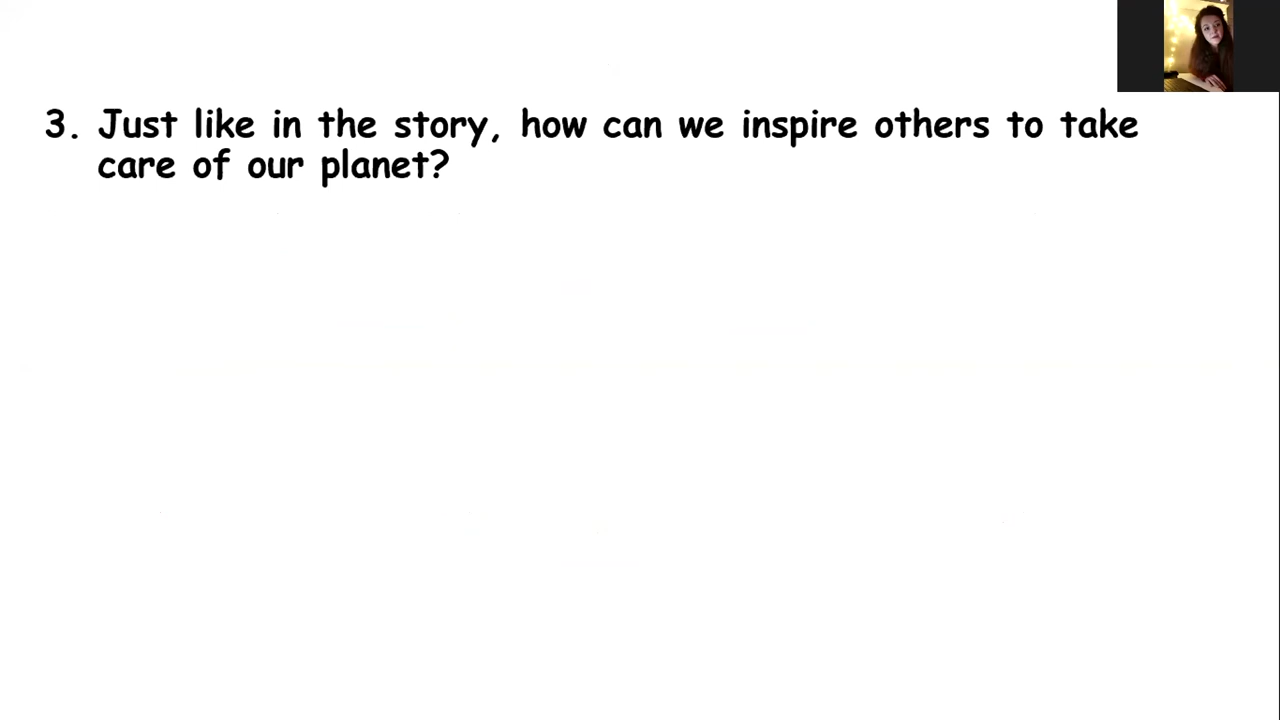 3. Just like in the story, how can we inspire others to take
care of our planet?